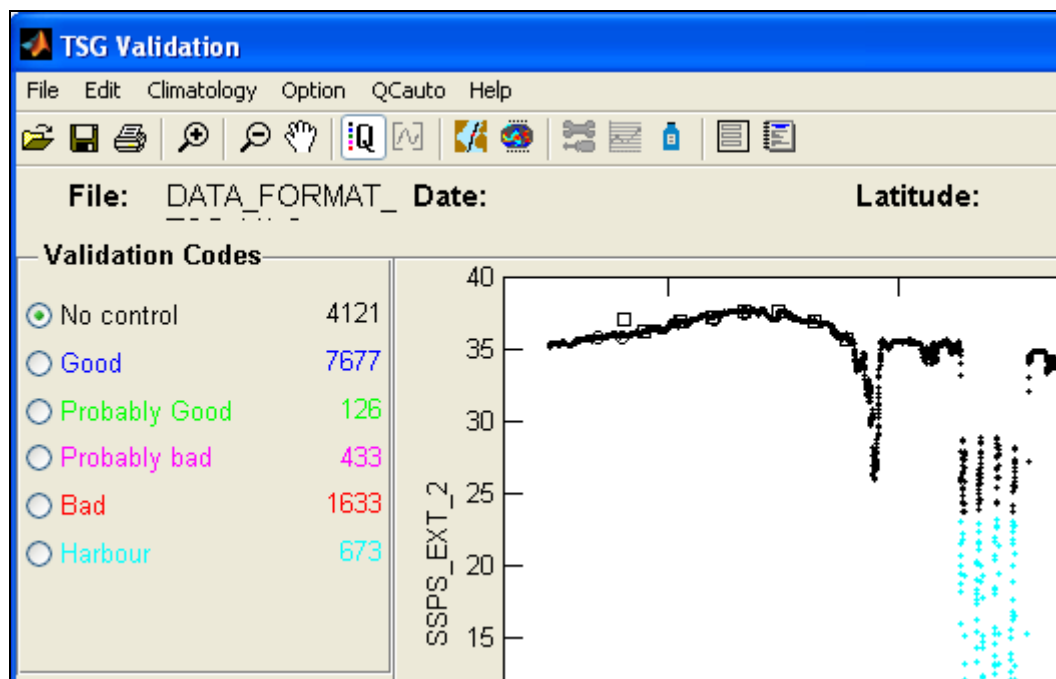 TSG Validation
File Edit Climatology Option QCauto Help
Q
File: DATA_FORMAT_ Date: Latitude:
Validation Codes
No control 4121
Good 7677
Probably Good 126
Probably bad 433
Bad 1633
Harbour 673
40
35
30
25
20
15
SSPS_EXT_2